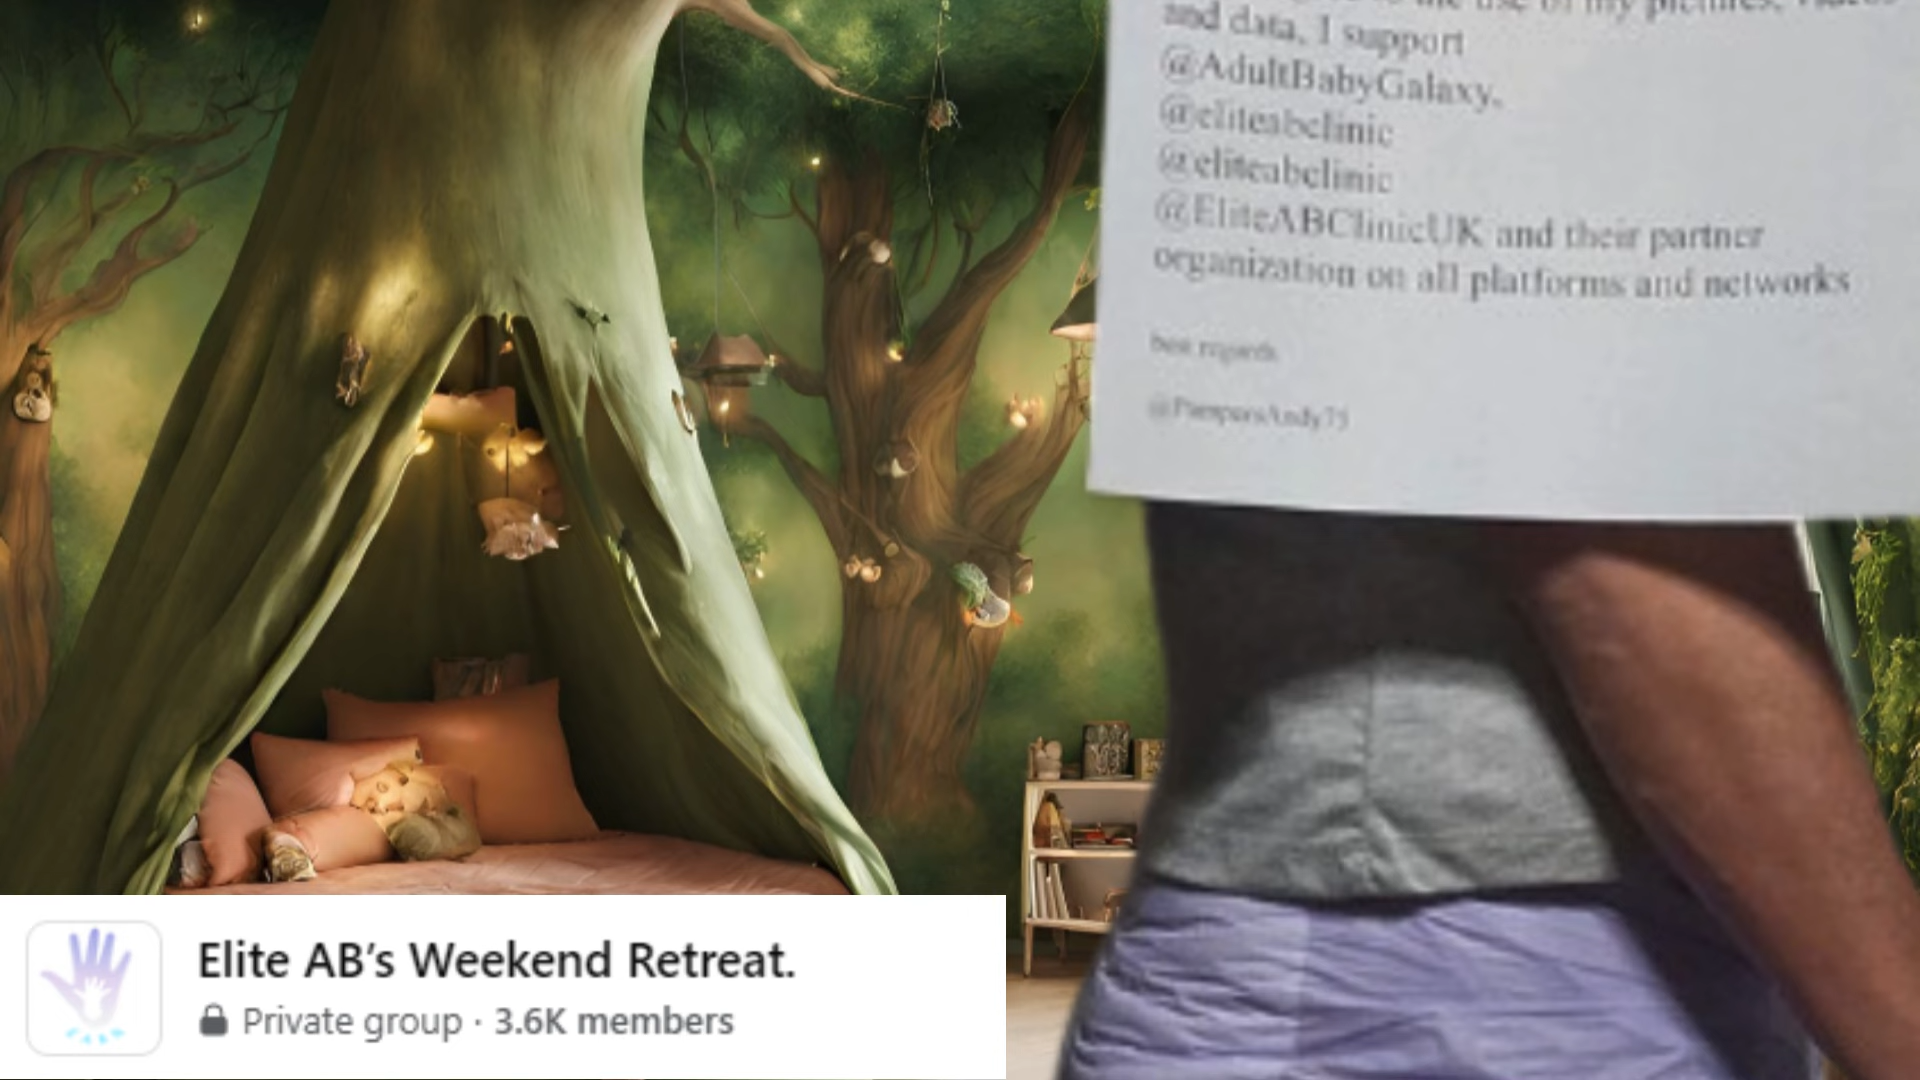 and data, I support
@AdultBabyGalaxy,
@eliteabclinic
@eliteabclinic
@EliteABClinicUK and their partner
organization on all platforms and networks
best regards
@PampersAndy75
Elite AB’s Weekend Retreat.
Private group · 3.6K members